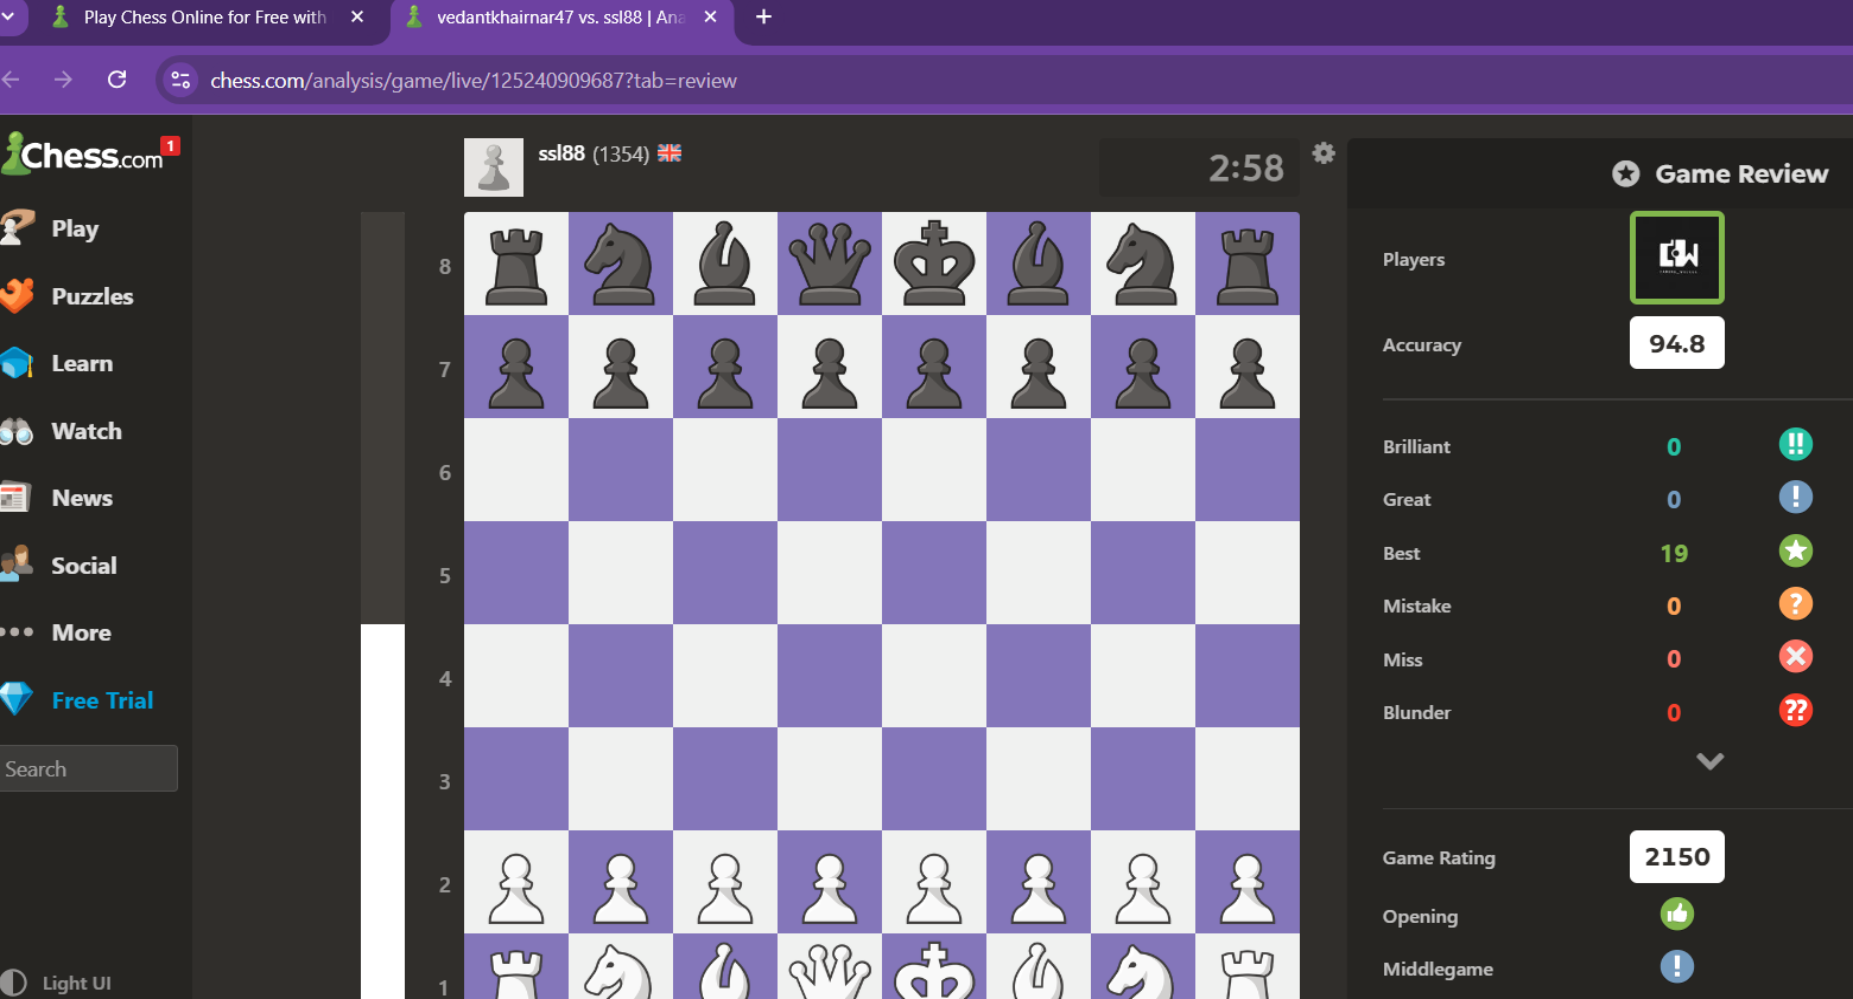 Play Chess Online for Free with
vedantkhairnar47 vs. ssl88 | Ana
chess.com/analysis/game/live/125240909687?tab=review
Chess.com
1
Play
Puzzles
Learn
Watch
News
Social
More
Free Trial
Search
Light UI
ssl88 (1354)
2:58
8
7
6
5
4
3
2
1
Game Review
Players
Accuracy 94.8
Brilliant 0 !!
Great 0 !
Best 19
Mistake 0 ?
Miss 0
Blunder 0 ??
Game Rating 2150
Opening
Middlegame !